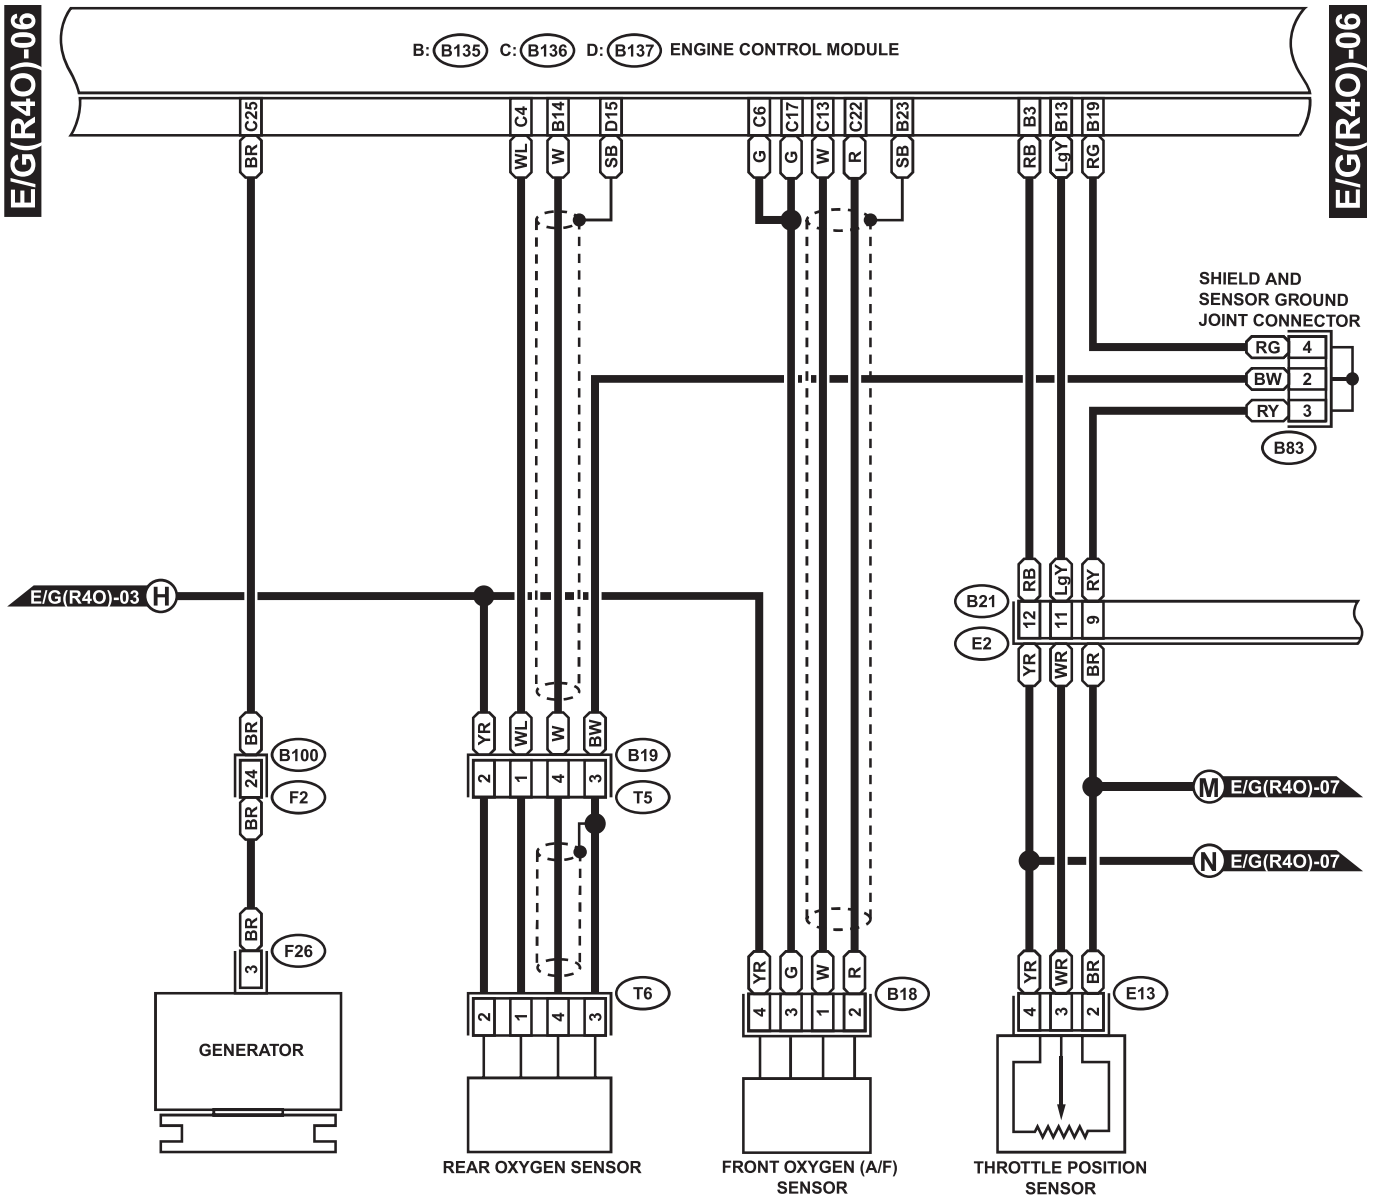 E/G(R4O)-06
B: B135 C: B136 D: B137 ENGINE CONTROL MODULE
E/G(R4O)-06
C25 C4 B14 D15 C6 C17 C13 C22 B23 B3 B13 B19
BR WL W SB G G W R SB RB LgY RG
SHIELD AND
SENSOR GROUND
JOINT CONNECTOR
RG 4
BW 2
RY 3
B83
E/G(R4O)-03 H
RB LgY RY
B21
12 11 9
E2
YR WR BR
BR YR WL W BW
B100 B19
24 2 1 4 3
F2 T5
BR
M E/G(R4O)-07
N E/G(R4O)-07
BR YR G W R YR WR BR
F26
3
T6 B18 E13
2 1 4 3 4 3 1 2 4 3 2
GENERATOR
REAR OXYGEN SENSOR
FRONT OXYGEN (A/F)
SENSOR
THROTTLE POSITION
SENSOR